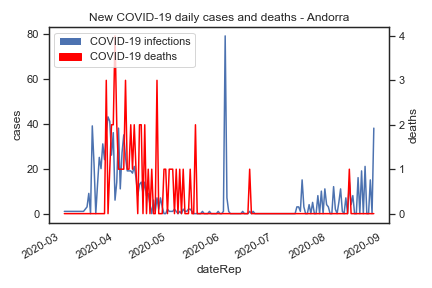 New COVID-19 daily cases and deaths - Andorra
COVID-19 infections
COVID-19 deaths
80
60
40
20
0
cases
4
3
2
1
0
deaths
2020-03
2020-04
2020-05
2020-06
2020-07
2020-08
2020-09
dateRep